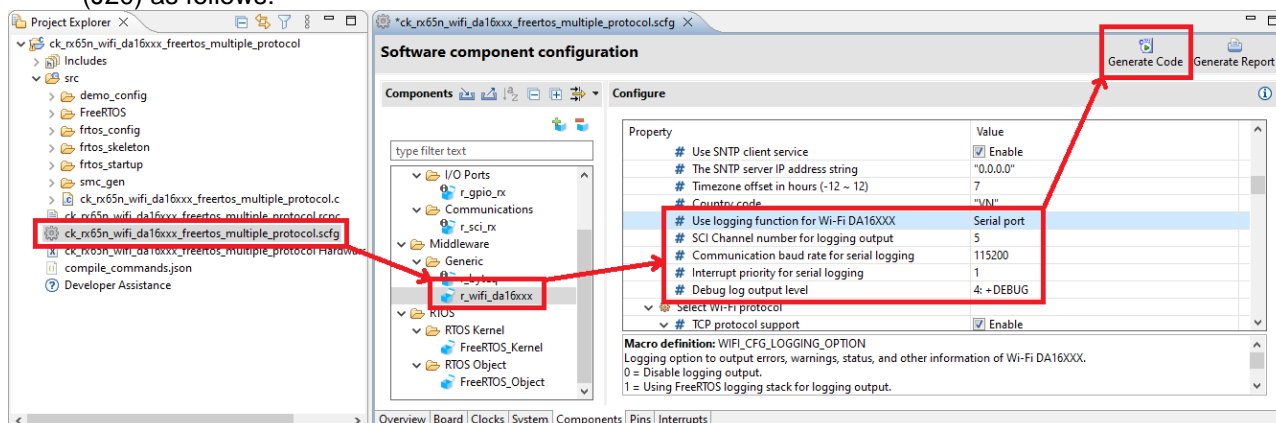 (J20) as follows:
Project Explorer
ck_rx65n_wifi_da16xxx_freertos_multiple_protocol
Includes
src
demo_config
FreeRTOS
frtos_config
frtos_skeleton
frtos_startup
smc_gen
ck_rx65n_wifi_da16xxx_freertos_multiple_protocol.c
ck_rx65n_wifi_da16xxx_freertos_multiple_protocol.rcpc
ck_rx65n_wifi_da16xxx_freertos_multiple_protocol.scfg
ck_rx65n_wifi_da16xxx_freertos_multiple_protocol Hardware
compile_commands.json
Developer Assistance
*ck_rx65n_wifi_da16xxx_freertos_multiple_protocol.scfg
Software component configuration
Generate Code Generate Report
Components
type filter text
I/O Ports
r_gpio_rx
Communications
r_sci_rx
Middleware
Generic
r_byteq
r_wifi_da16xxx
RTOS
RTOS Kernel
FreeRTOS_Kernel
RTOS Object
FreeRTOS_Object
Configure
Property Value
# Use SNTP client service Enable
# The SNTP server IP address string "0.0.0.0"
# Timezone offset in hours (-12 ~ 12) 7
# Country code "VN"
# Use logging function for Wi-Fi DA16XXX Serial port
# SCI Channel number for logging output 5
# Communication baud rate for serial logging 115200
# Interrupt priority for serial logging 1
# Debug log output level 4: +DEBUG
Select Wi-Fi protocol
# TCP protocol support Enable
Macro definition: WIFI_CFG_LOGGING_OPTION
Logging option to output errors, warnings, status, and other information of Wi-Fi DA16XXX.
0 = Disable logging output.
1 = Using FreeRTOS logging stack for logging output.
Overview Board Clocks System Components Pins Interrupts